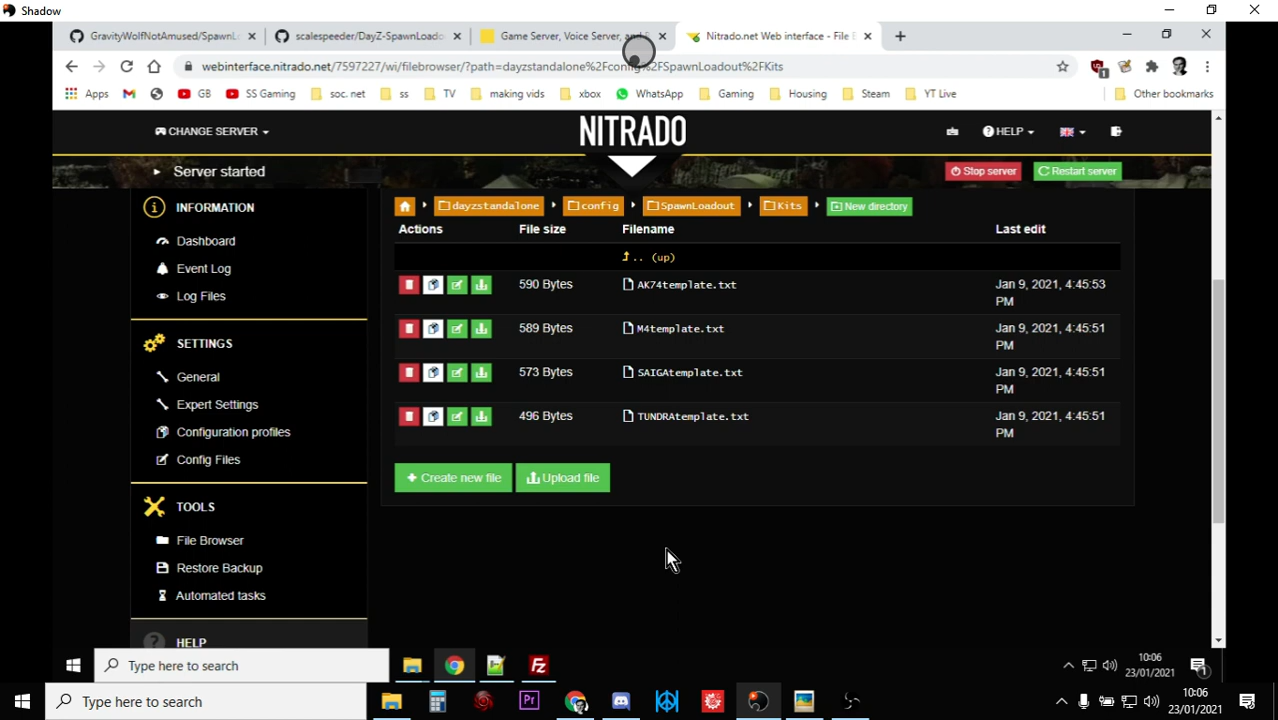 Shadow
GravityWolfNotAmused/SpawnL
scalespeeder/DayZ-SpawnLoado
Game Server, Voice Server, and
Nitrado.net Web interface - File B
webinterface.nitrado.net/7597227/wi/filebrowser/?path=dayzstandalone%2Fconfig%2FSpawnLoadout%2FKits
1
Apps
GB
SS Gaming
soc. net
ss
TV
making vids
xbox
WhatsApp
Gaming
Housing
Steam
YT Live
Other bookmarks
CHANGE SERVER
NITRADO
HELP
Server started
Stop server
Restart server
INFORMATION
Dashboard
Event Log
Log Files
SETTINGS
General
Expert Settings
Configuration profiles
Config Files
TOOLS
File Browser
Restore Backup
Automated tasks
HELP
dayzstandalone
config
SpawnLoadout
Kits
New directory
Actions File size Filename Last edit
.. (up)
590 Bytes AK74template.txt Jan 9, 2021, 4:45:53
PM
589 Bytes M4template.txt Jan 9, 2021, 4:45:51
PM
573 Bytes SAIGAtemplate.txt Jan 9, 2021, 4:45:51
PM
496 Bytes TUNDRAtemplate.txt Jan 9, 2021, 4:45:51
PM
+ Create new file
Upload file
Type here to search
10:06
23/01/2021
1
Type here to search
Pr
10:06
23/01/2021